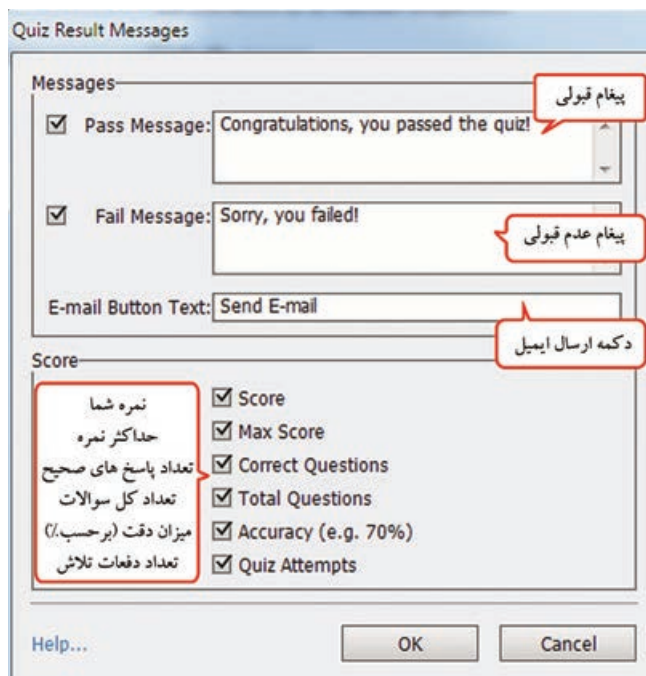 Quiz Result Messages
Messages
Pass Message: Congratulations, you passed the quiz!
پیغام قبولی
Fail Message: Sorry, you failed!
پیغام عدم قبولی
E-mail Button Text: Send E-mail
دکمه ارسال ایمیل
Score
نمره شما
حداکثر نمره
تعداد پاسخ های صحیح
تعداد کل سوالات
میزان دقت (برحسب٪)
تعداد دفعات تلاش
Score
Max Score
Correct Questions
Total Questions
Accuracy (e.g. 70%)
Quiz Attempts
Help...
OK
Cancel